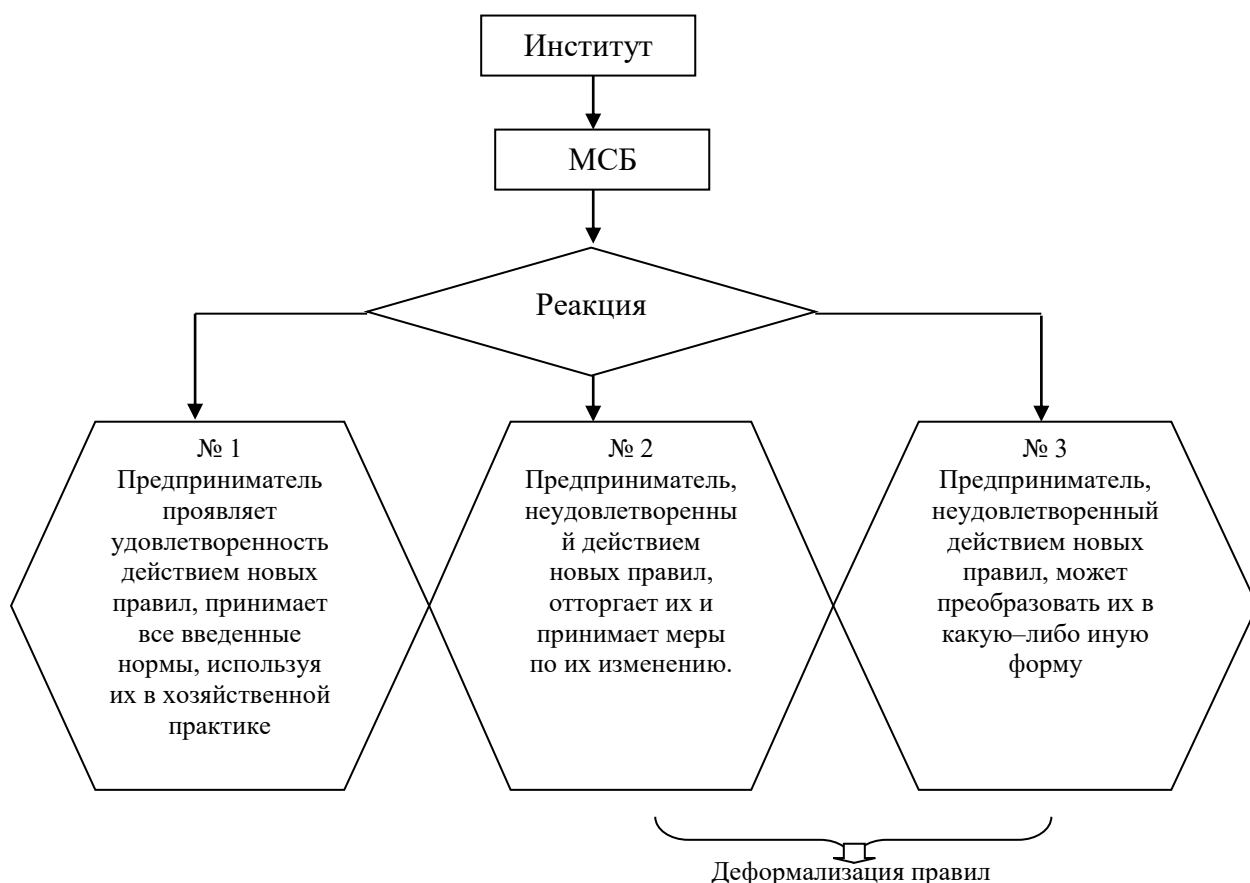 Институт
МСБ
Реакция
№ 1
Предприниматель
проявляет
удовлетворенность
действием новых
правил, принимает
все введенные
нормы, используя
их в хозяйственной
практике
№ 2
Предприниматель,
неудовлетворенны
й действием
новых правил,
отторгает их и
принимает меры
по их изменению.
№ 3
Предприниматель,
неудовлетворенный
действием новых
правил, может
преобразовать их в
какую–либо иную
форму
Деформализация правил